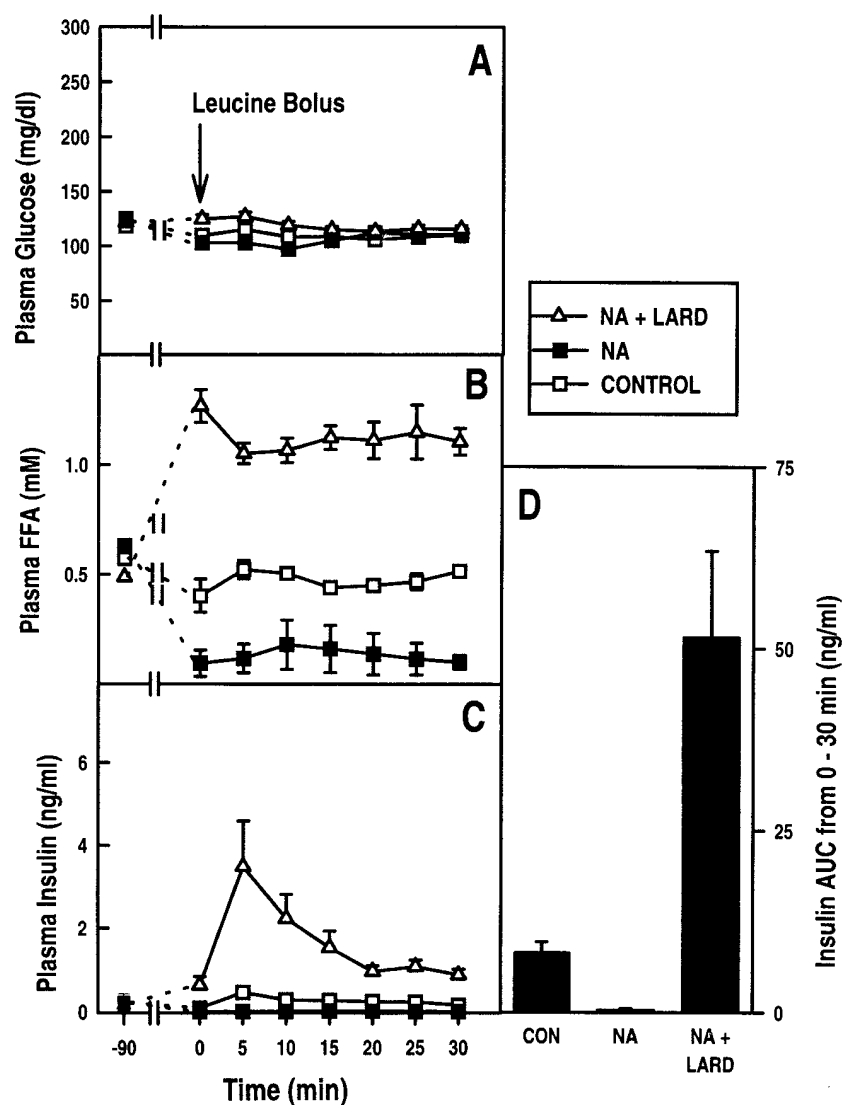 300
250
200
150
100
50
Plasma Glucose (mg/dl)
A
Leucine Bolus
NA + LARD
NA
CONTROL
B
1.0
0.5
Plasma FFA (mM)
C
6
4
2
0
Plasma Insulin (ng/ml)
-90 0 5 10 15 20 25 30
Time (min)
D
75
50
25
0
Insulin AUC from 0 - 30 min (ng/ml)
CON NA NA +
LARD